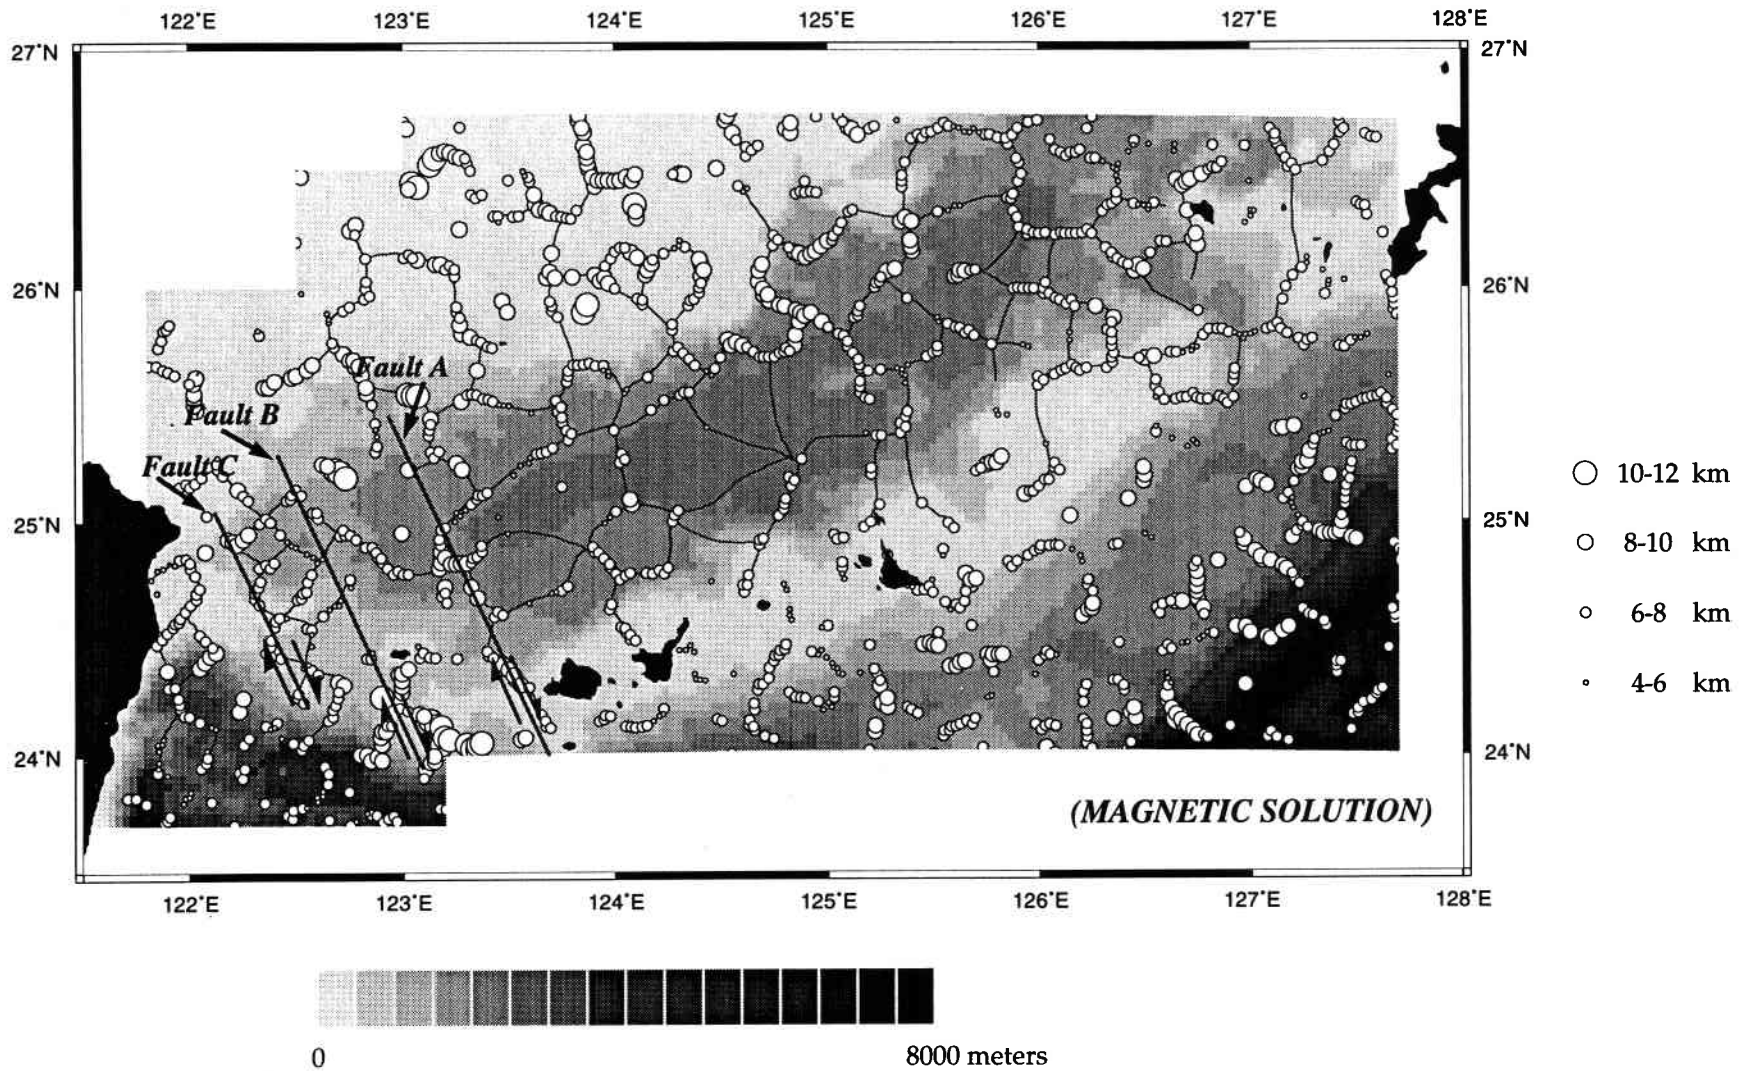 122°E 123°E 124°E 125°E 126°E 127°E 128°E
27°N 27°N
26°N 26°N
Fault A
Fault B
Fault C
10-12 km
25°N 25°N
8-10 km
6-8 km
4-6 km
24°N 24°N
(MAGNETIC SOLUTION)
122°E 123°E 124°E 125°E 126°E 127°E 128°E
0 8000 meters